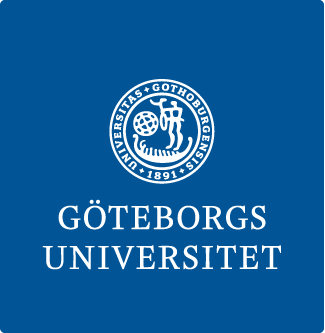 UNIVERSITAS • GOTHOBURGENSIS
• 1891 •
GÖTEBORGS
UNIVERSITET